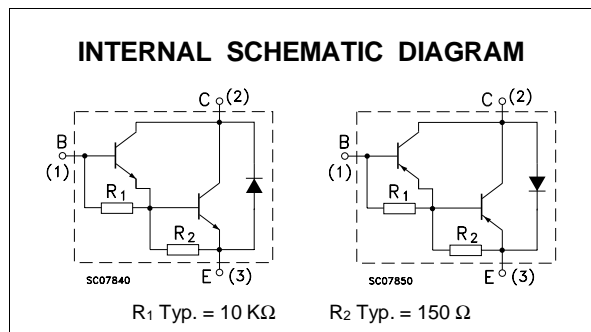 INTERNAL SCHEMATIC DIAGRAM
C (2)
B
(1)
R1
R2
E (3)
SC07840
C (2)
B
(1)
R1
R2
E (3)
SC07850
R1 Typ. = 10 KΩ R2 Typ. = 150 Ω